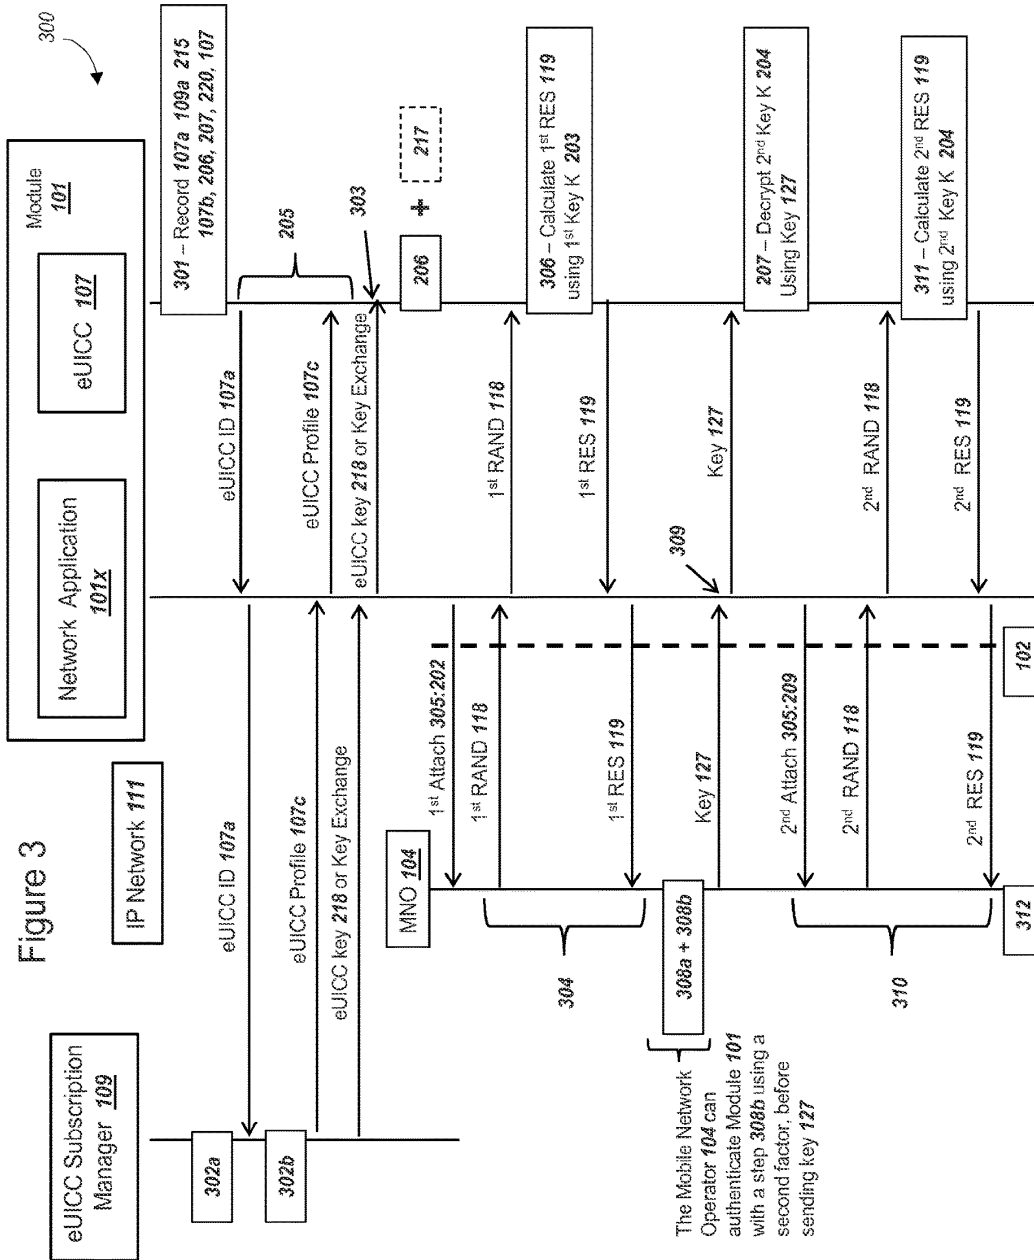 Figure 3
300
eUICC Subscription
Manager 109
IP Network 111
Module
101
Network Application
101x
eUICC 107
301 – Record 107a 109a 215
107b, 206, 207, 220, 107
302a
eUICC ID 107a
eUICC ID 107a
205
302b
eUICC Profile 107c
eUICC Profile 107c
eUICC key 218 or Key Exchange
eUICC key 218 or Key Exchange
303
MNO 104
206
+
217
1st Attach 305:202
1st RAND 118
1st RAND 118
304
306 – Calculate 1st RES 119
using 1st Key K 203
1st RES 119
1st RES 119
The Mobile Network
Operator 104 can
authenticate Module 101
with a step 308b using a
second factor, before
sending key 127
308a + 308b
309
Key 127
Key 127
207 – Decrypt 2nd Key K 204
Using Key 127
2nd Attach 305:209
2nd RAND 118
2nd RAND 118
310
311 – Calculate 2nd RES 119
using 2nd Key K 204
2nd RES 119
2nd RES 119
312
102